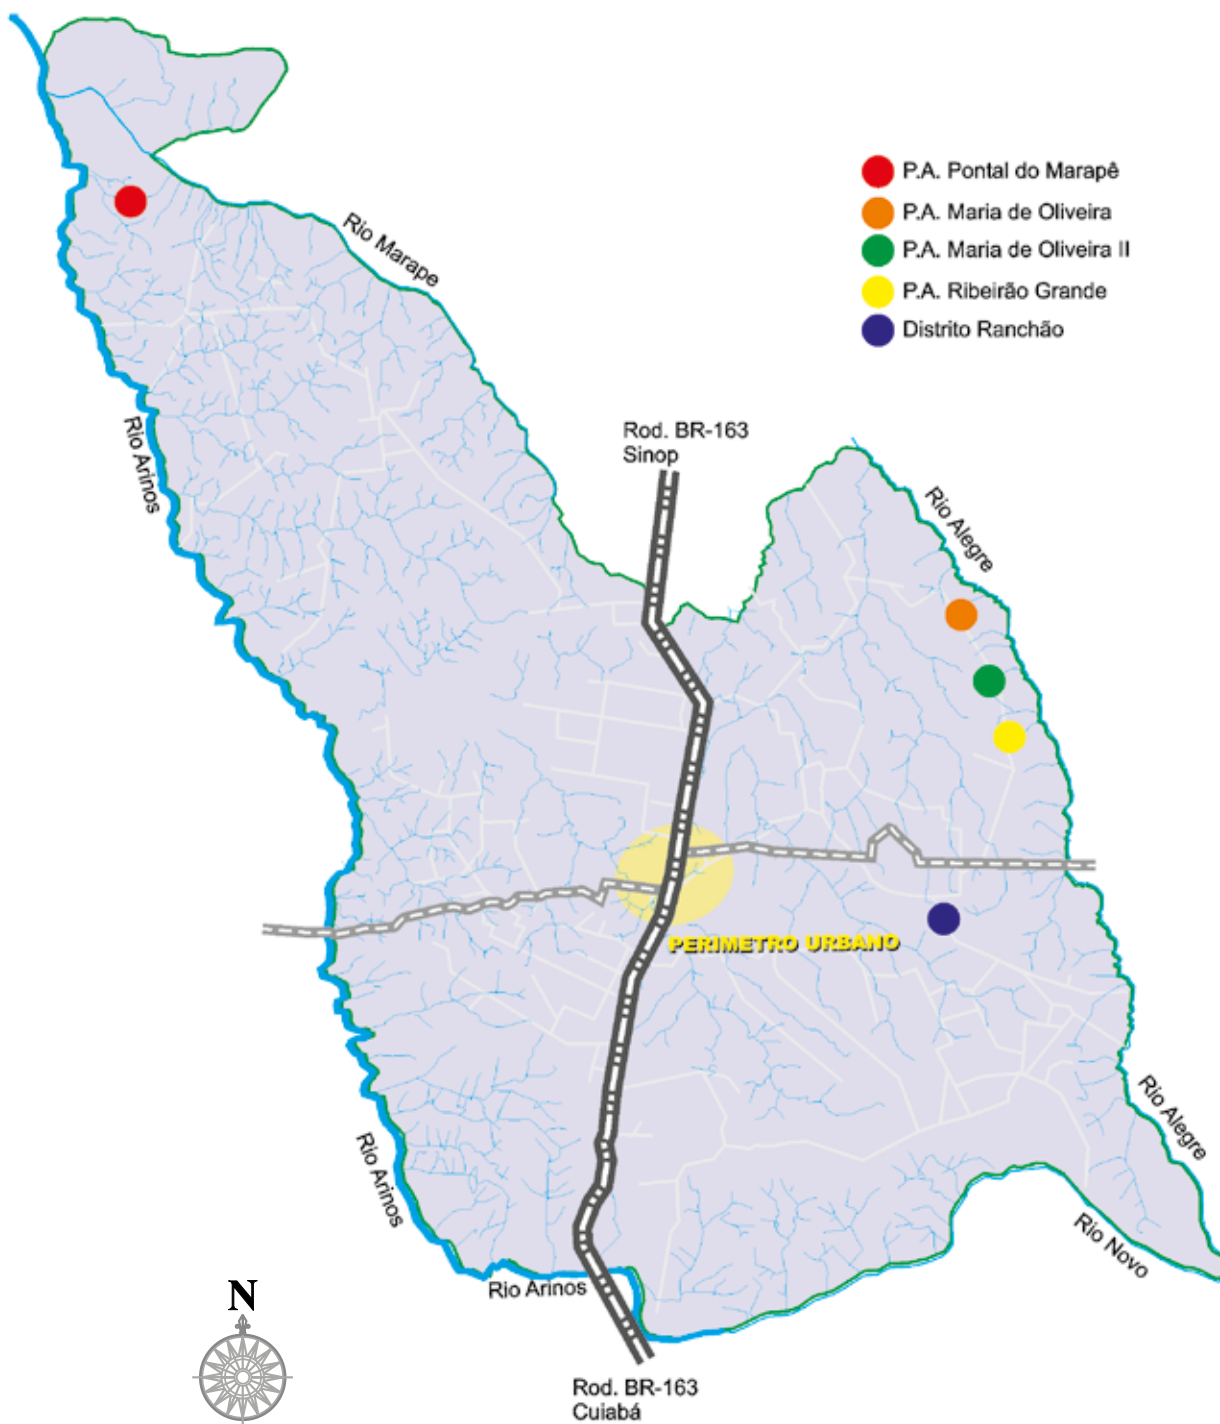 P.A. Pontal do Marapê
P.A. Maria de Oliveira
P.A. Maria de Oliveira II
P.A. Ribeirão Grande
Distrito Ranchão
Rio Marape
Rio Arinos
Rod. BR-163
Sinop
Rio Alegre
PERIMETRO URBANO
Rio Alegre
Rio Arinos
Rio Novo
Rio Arinos
N
Rod. BR-163
Cuiabá